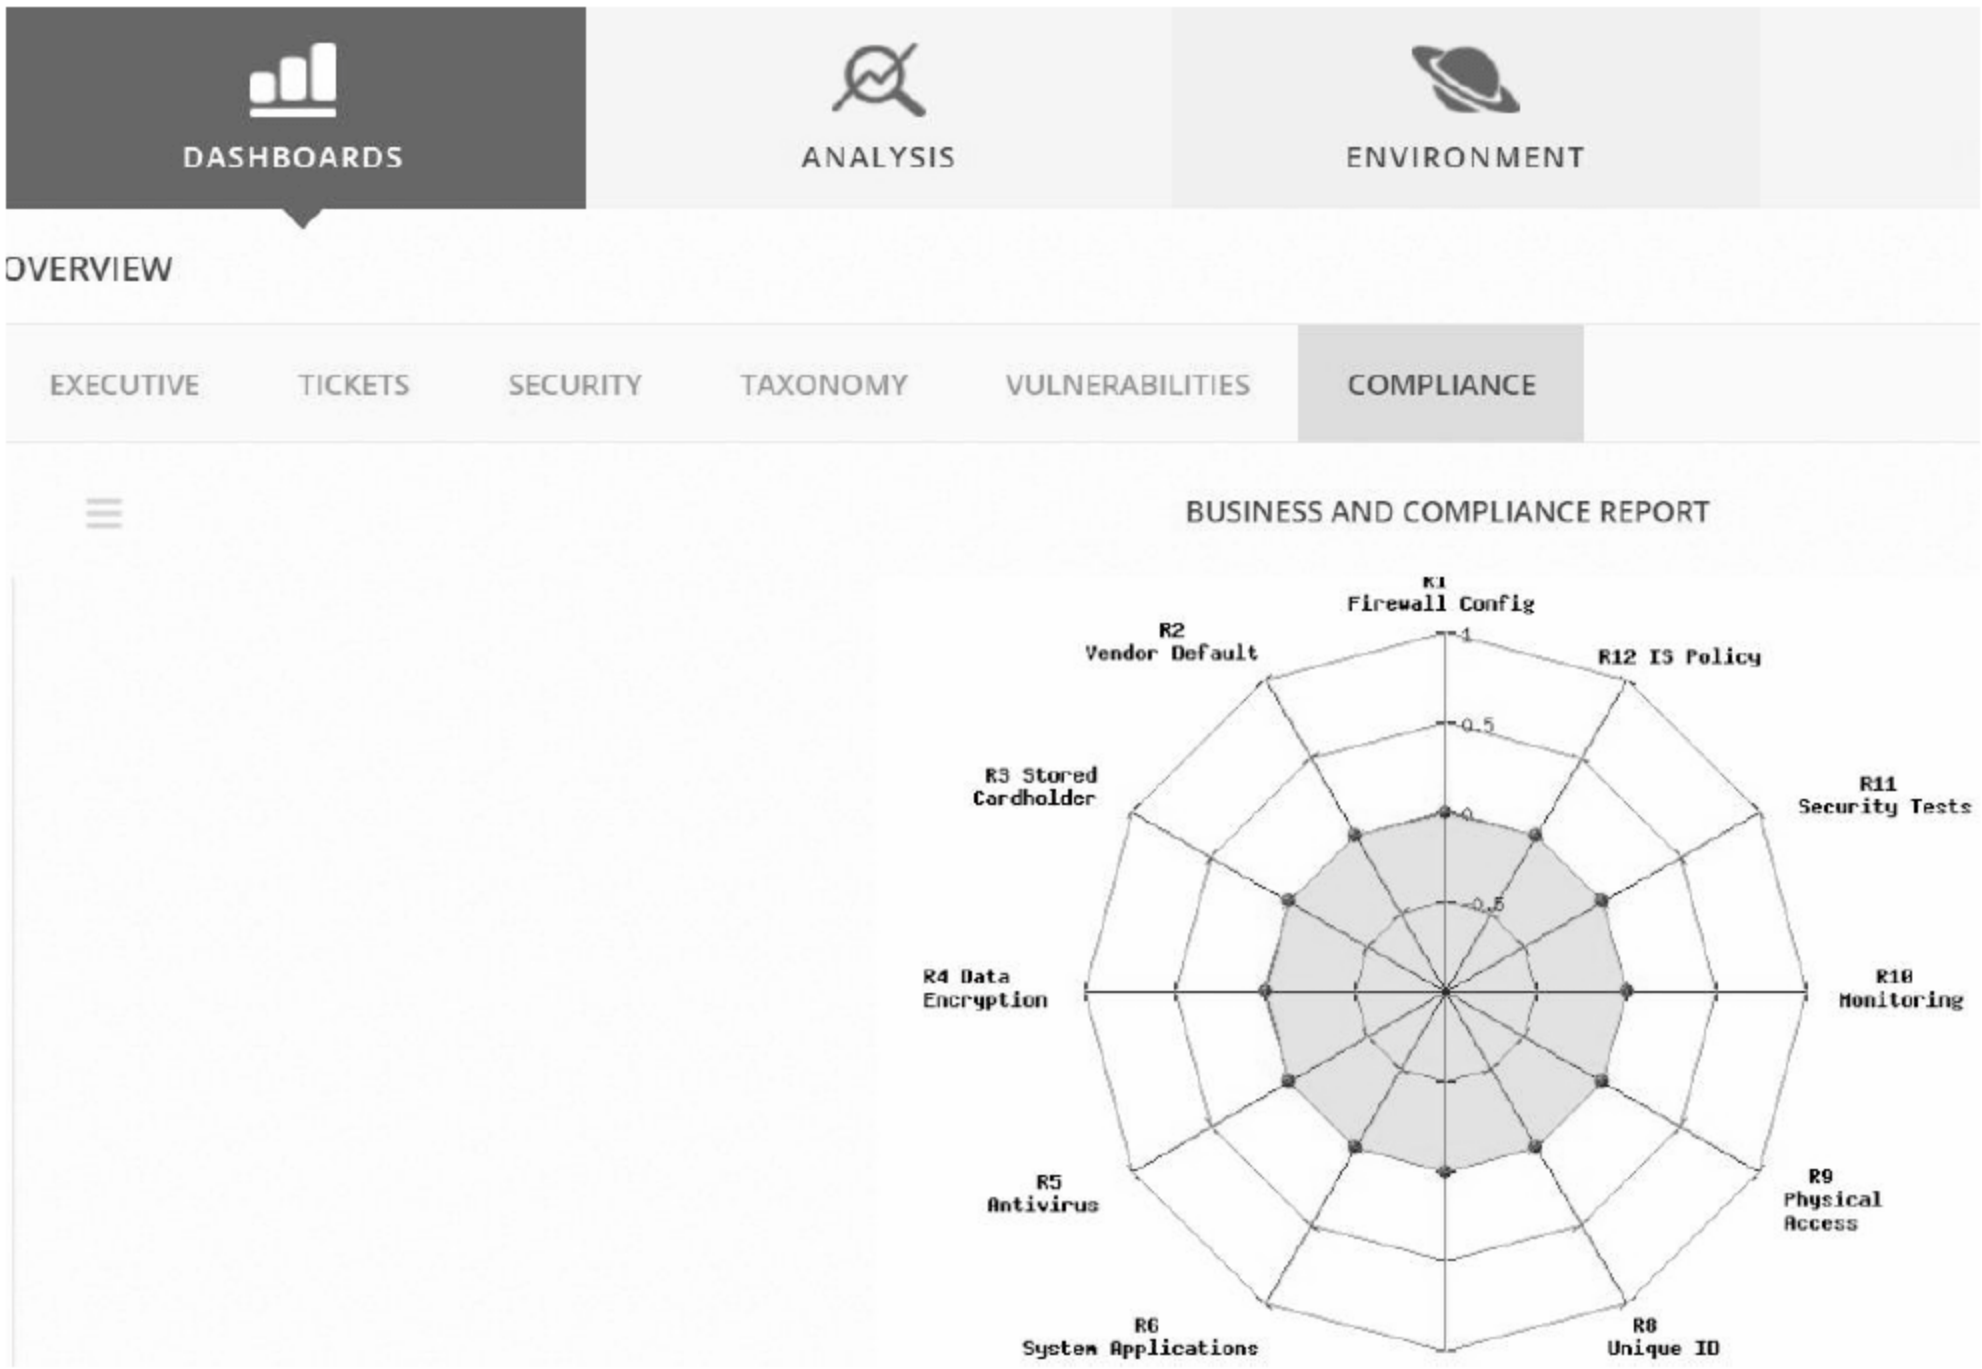 DASHBOARDS
ANALYSIS
ENVIRONMENT
OVERVIEW
EXECUTIVE
TICKETS
SECURITY
TAXONOMY
VULNERABILITIES
COMPLIANCE
BUSINESS AND COMPLIANCE REPORT
R1
Firewall Config
R2
Vendor Default
R12 IS Policy
R3 Stored
Cardholder
R11
Security Tests
R4 Data
Encryption
R10
Monitoring
R5
Antivirus
R9
Physical
Access
R6
System Applications
R8
Unique ID
1
0.5
0
-0.5